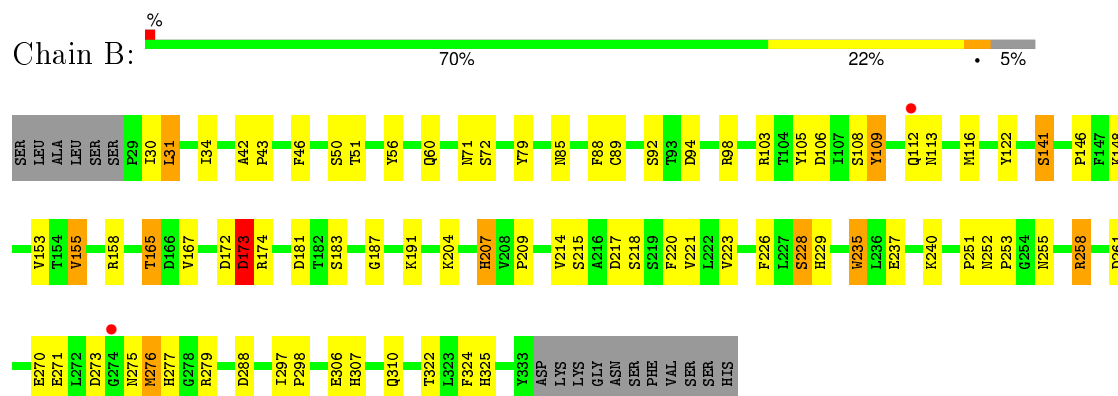 %
Chain B:
70% 22% • 5%
SER LEU ALA LEU SER SER P29 I30 L31 I34 A42 P43 F46 S50 T51 Y56 Q60 N71 S72 Y79 N85 F88 C89 S92 T93 D94 R98 R103 T104 Y105 D106 I107 S108 Y109 Q112 N113 M116 Y122 S141 P146 F147 K148
V153 T154 V155 R158 T165 D166 V167 D172 D173 R174 D181 T182 S183 G187 K191 K204 H207 V208 P209 V214 S215 A216 D217 S218 S219 F220 V221 L222 V223 F226 L227 S228 H229 W235 L236 E237 K240 P251 N252 P253 G254 N255 R258 D261
E270 E271 L272 D273 G274 N275 M276 H277 G278 R279 D288 I297 P298 E306 H307 Q310 T322 L323 F324 H325 Y333 ASP LYS LYS GLY ASN SER PHE VAL SER SER HIS